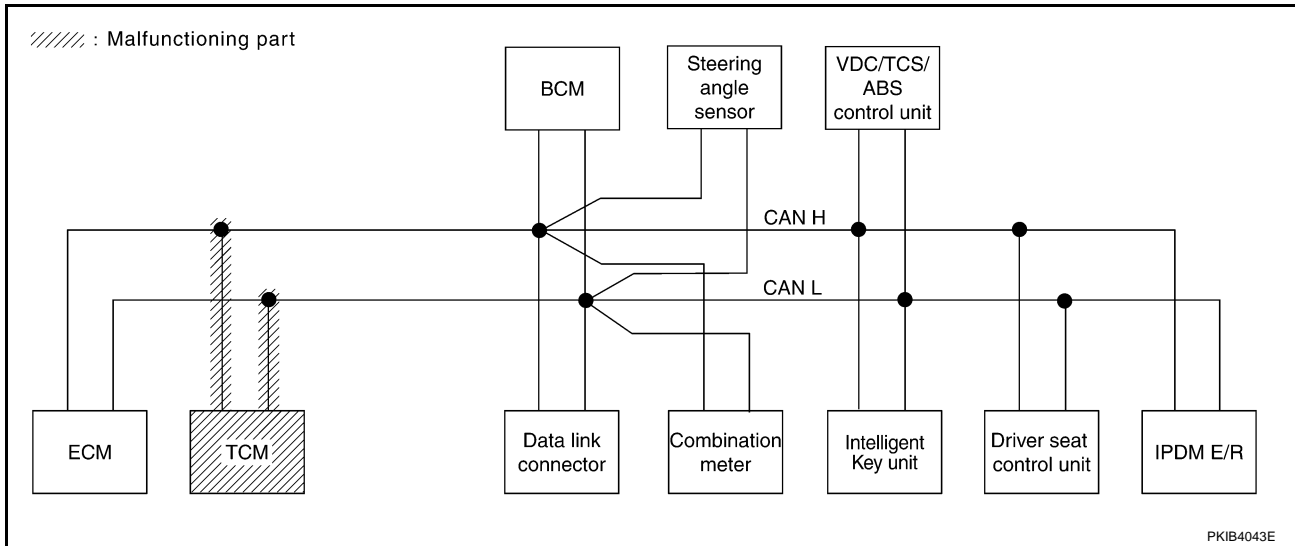 : Malfunctioning part
BCM
Steering
angle
sensor
VDC/TCS/
ABS
control unit
CAN H
CAN L
ECM
TCM
Data link
connector
Combination
meter
Intelligent
Key unit
Driver seat
control unit
IPDM E/R
PKIB4043E